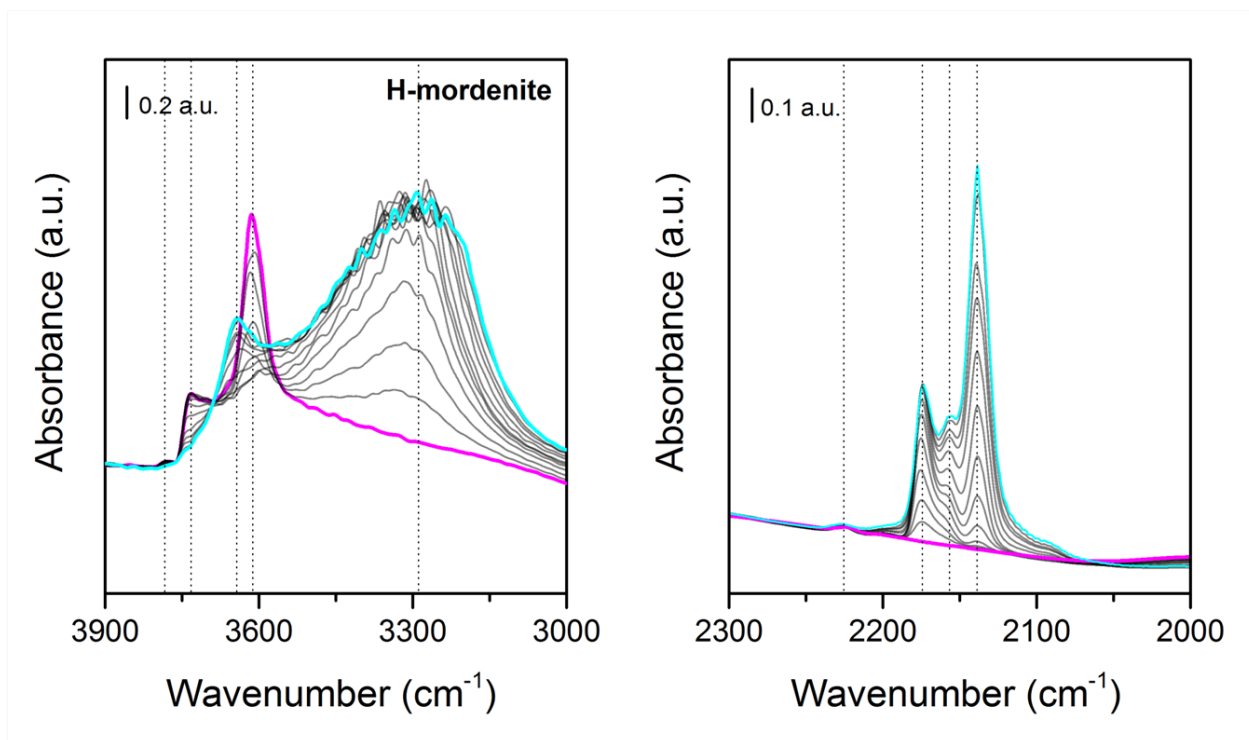 H-mordenite
0.2 a.u.
Absorbance (a.u.)
3900 3600 3300 3000
Wavenumber (cm⁻¹)
0.1 a.u.
Absorbance (a.u.)
2300 2200 2100 2000
Wavenumber (cm⁻¹)